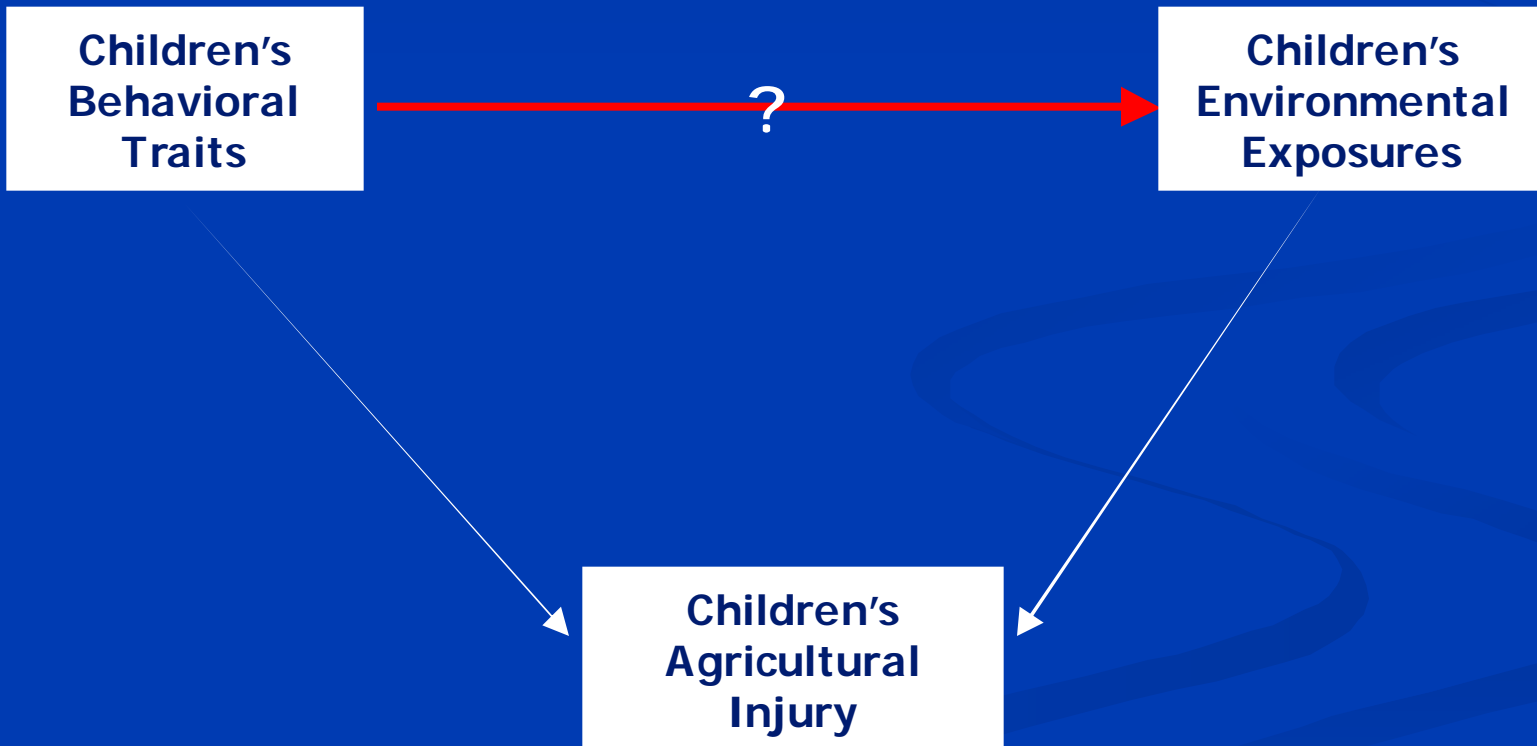 Children’s
Behavioral
Traits
?
Children’s
Environmental
Exposures
Children’s
Agricultural
Injury